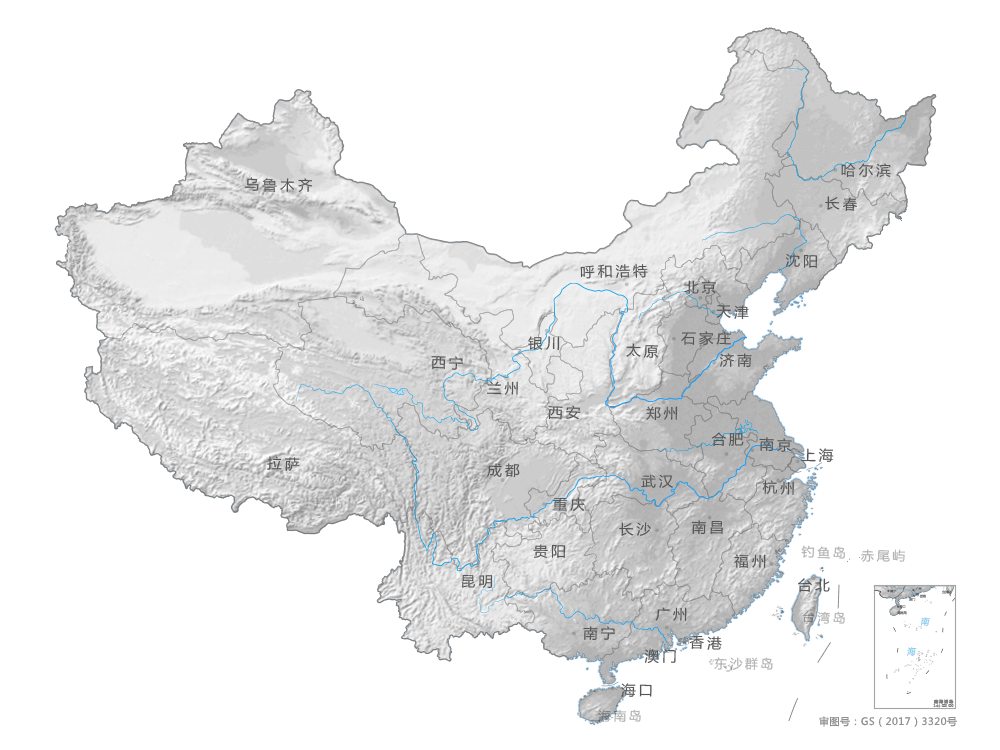 哈尔滨
乌鲁木齐
长春
沈阳
呼和浩特
北京
天津
石家庄
银川
太原
济南
西宁
兰州
西安
郑州
合肥
南京
上海
拉萨
成都
武汉
杭州
重庆
长沙
南昌
贵阳
钓鱼岛
赤尾屿
福州
昆明
台北
广州
台湾岛
南
南宁
香港
海
澳门
东沙群岛
海口
海南岛
审图号：GS（2017）3320号